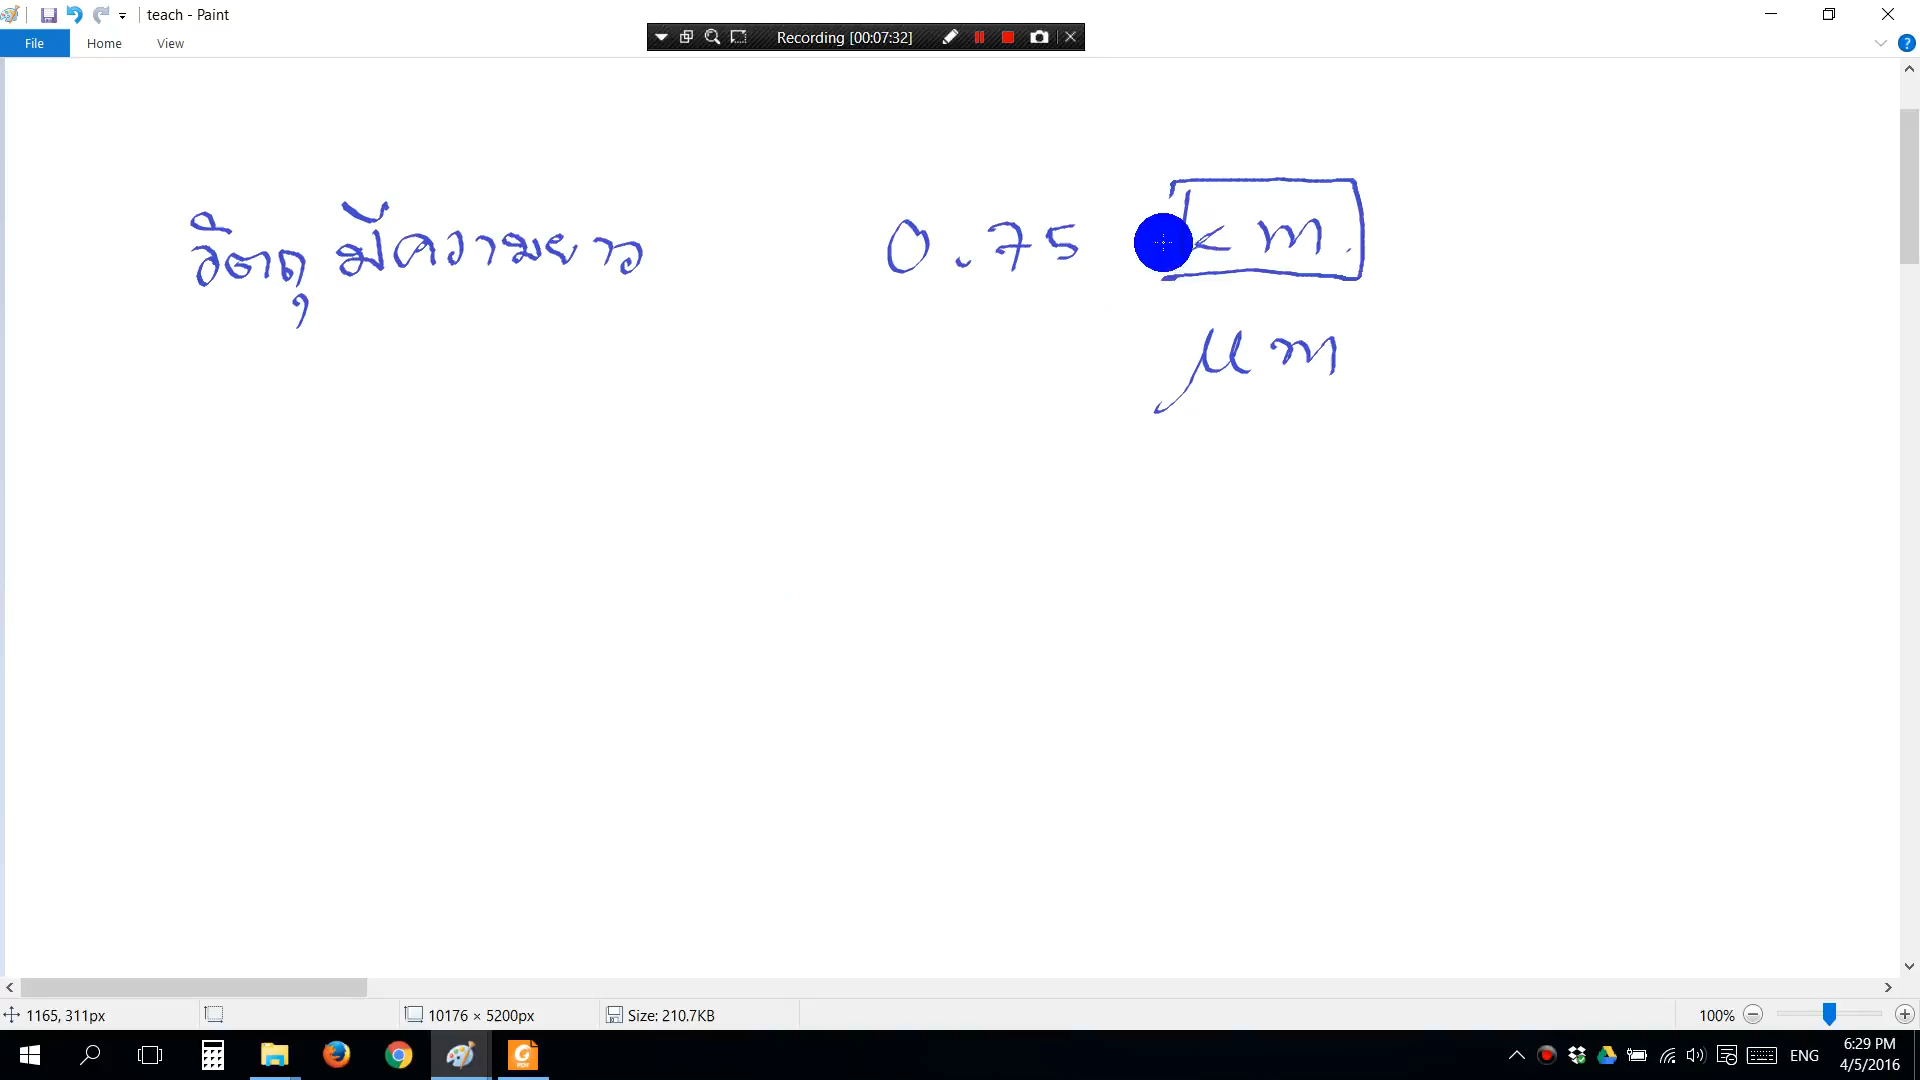 teach - Paint
File Home View
Recording [00:07:32]
วัตถุ มีความยาว 0.75 km.
μm
1165, 311px
10176 × 5200px
Size: 210.7KB
100%
ENG
6:29 PM
4/5/2016